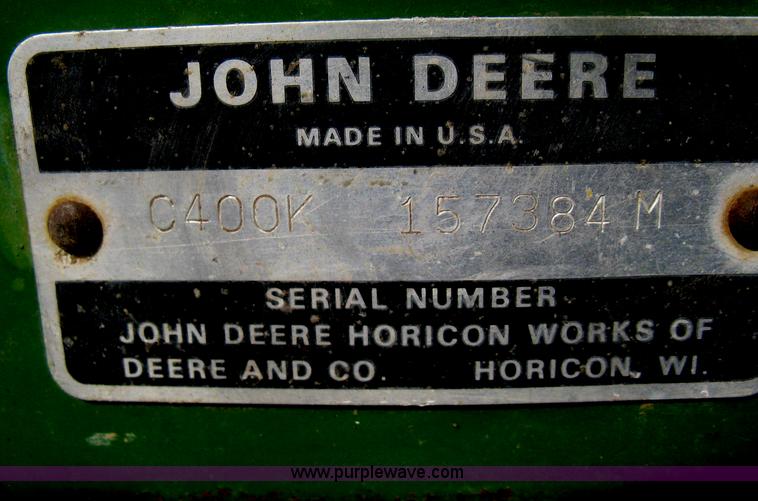 JOHN DEERE
MADE IN U.S.A.
C400K 157384 M
SERIAL NUMBER
JOHN DEERE HORICON WORKS OF
DEERE AND CO. HORICON, WI.
www.purplewave.com